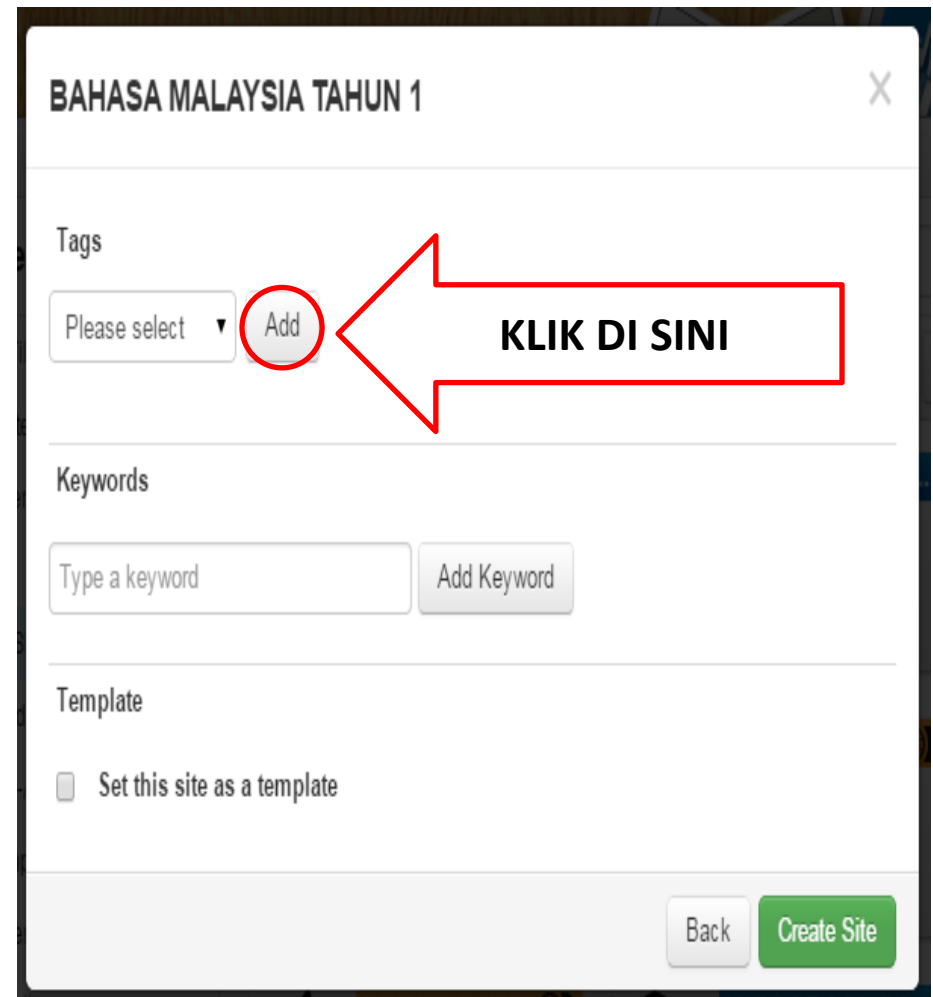 BAHASA MALAYSIA TAHUN 1
X
Tags
Please select
Add
KLIK DI SINI
Keywords
Type a keyword
Add Keyword
Template
Set this site as a template
Back
Create Site